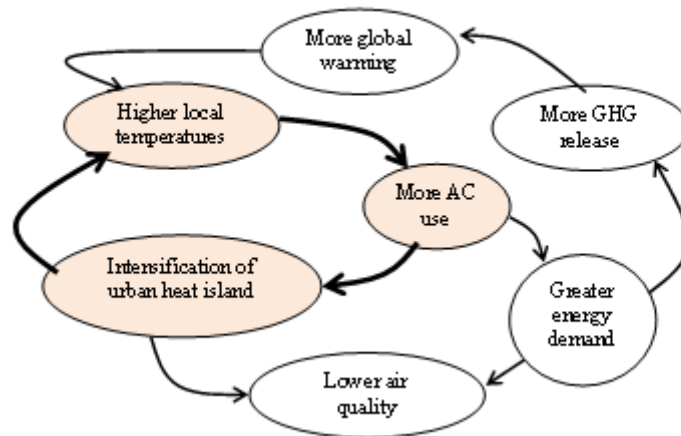 More global
warming
Higher local
temperatures
More GHG
release
More AC
use
Intensification of
urban heat island
Greater
energy
demand
Lower air
quality